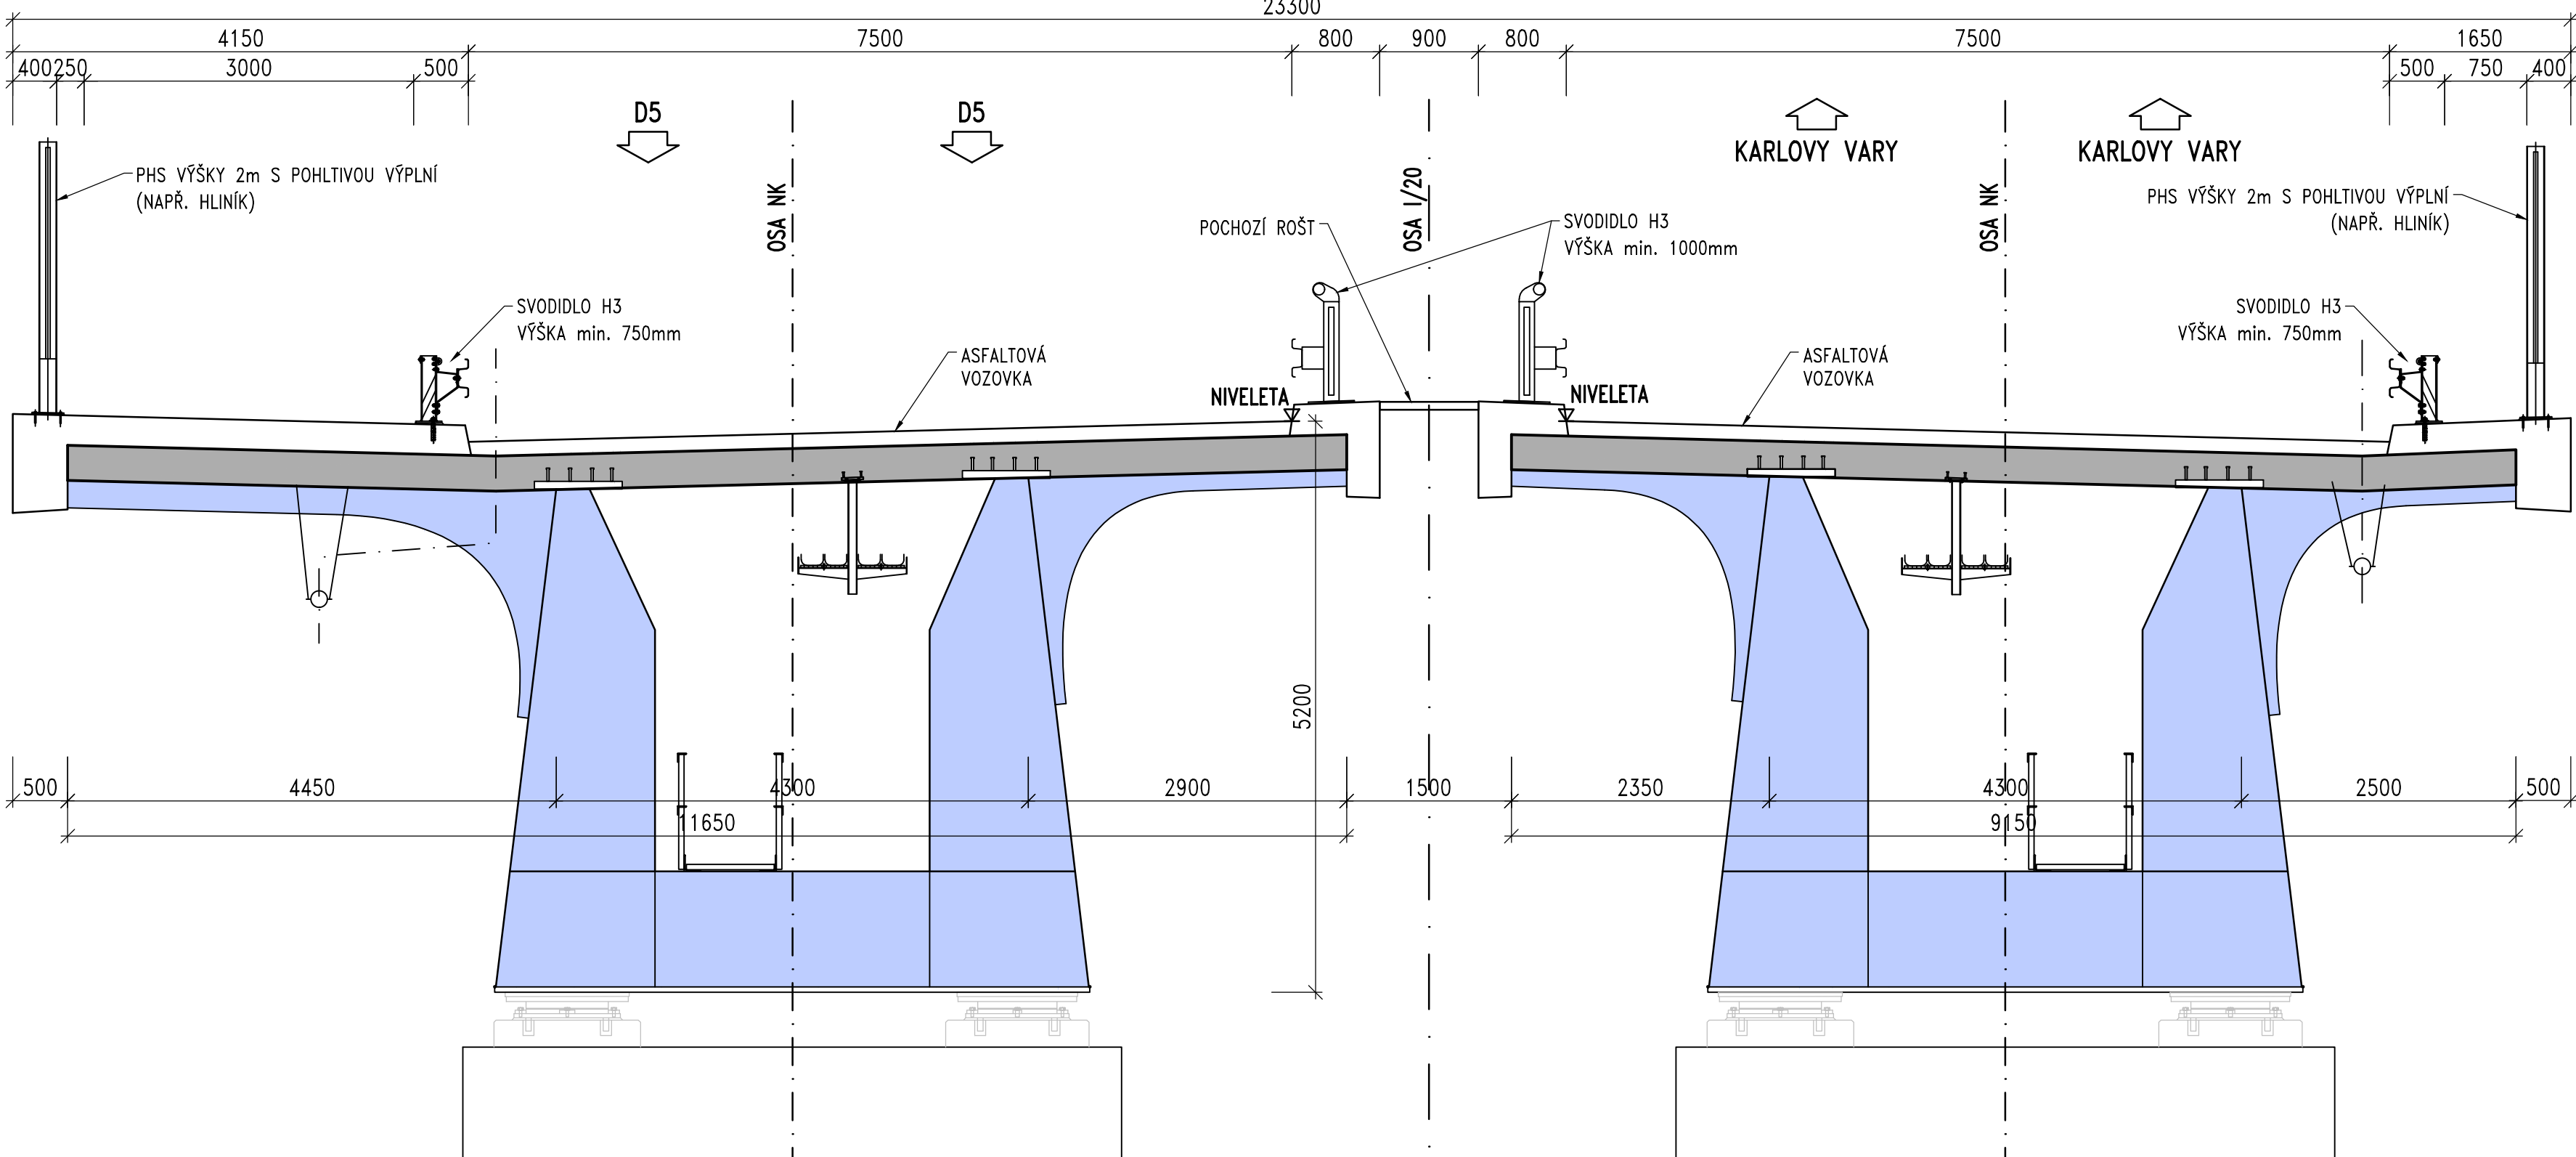 23300
4150 7500 800 900 800 7500 1650
400 250 3000 500 500 750 400
D5 D5
KARLOVY VARY KARLOVY VARY
PHS VÝŠKY 2m S POHLTIVOU VÝPLNÍ
(NAPŘ. HLINÍK)
OSA NK
POCHOZÍ ROŠT
OSA I/20
SVODIDLO H3
VÝŠKA min. 1000mm
OSA NK
PHS VÝŠKY 2m S POHLTIVOU VÝPLNÍ
(NAPŘ. HLINÍK)
SVODIDLO H3
VÝŠKA min. 750mm
SVODIDLO H3
VÝŠKA min. 750mm
ASFALTOVÁ
VOZOVKA
ASFALTOVÁ
VOZOVKA
NIVELETA NIVELETA
5200
500 4450 4300 2900 1500 2350 4300 2500 500
11650 9150